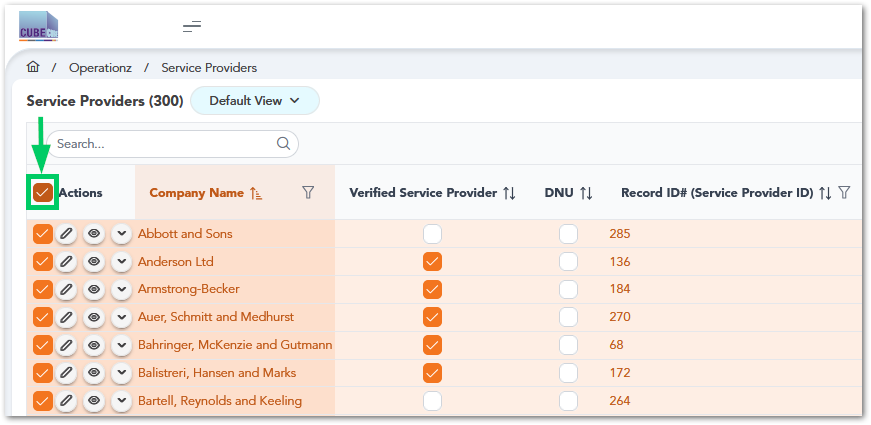 CUBE
/ Operationz / Service Providers
Service Providers (300) Default View
Search...
Actions Company Name Verified Service Provider DNU Record ID# (Service Provider ID)
Abbott and Sons 285
Anderson Ltd 136
Armstrong-Becker 184
Auer, Schmitt and Medhurst 270
Bahringer, McKenzie and Gutmann 68
Balistreri, Hansen and Marks 172
Bartell, Reynolds and Keeling 264